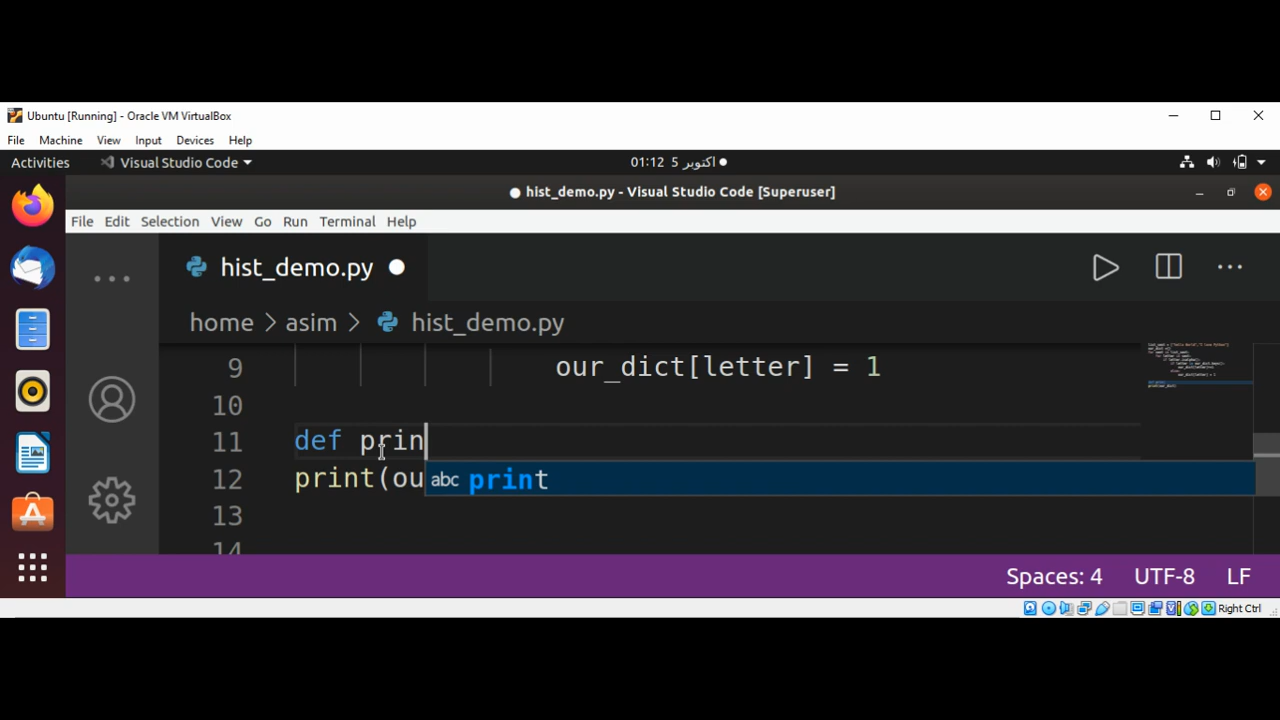 Ubuntu [Running] - Oracle VM VirtualBox
File Machine View Input Devices Help
Activities Visual Studio Code 01:12 5 اکتوبر
● hist_demo.py - Visual Studio Code [Superuser]
File Edit Selection View Go Run Terminal Help
hist_demo.py
home > asim > hist_demo.py
9 our_dict[letter] = 1
10
11 def prin
12 print(ou abc print
13
14
Spaces: 4 UTF-8 LF
Right Ctrl